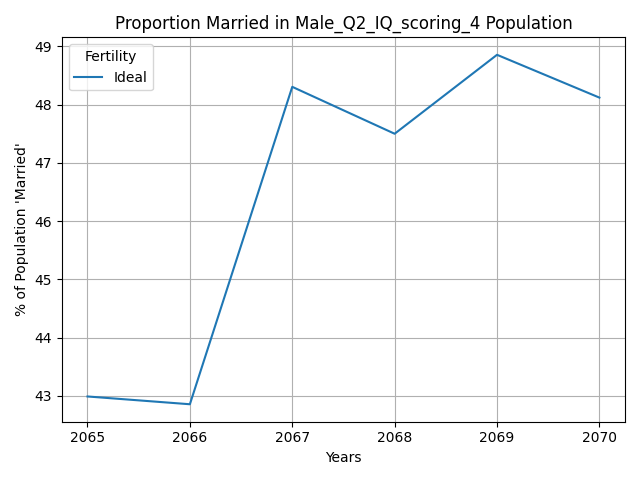 Proportion Married in Male_Q2_IQ_scoring_4 Population
Fertility
Ideal
% of Population 'Married'
49
48
47
46
45
44
43
2065 2066 2067 2068 2069 2070
Years